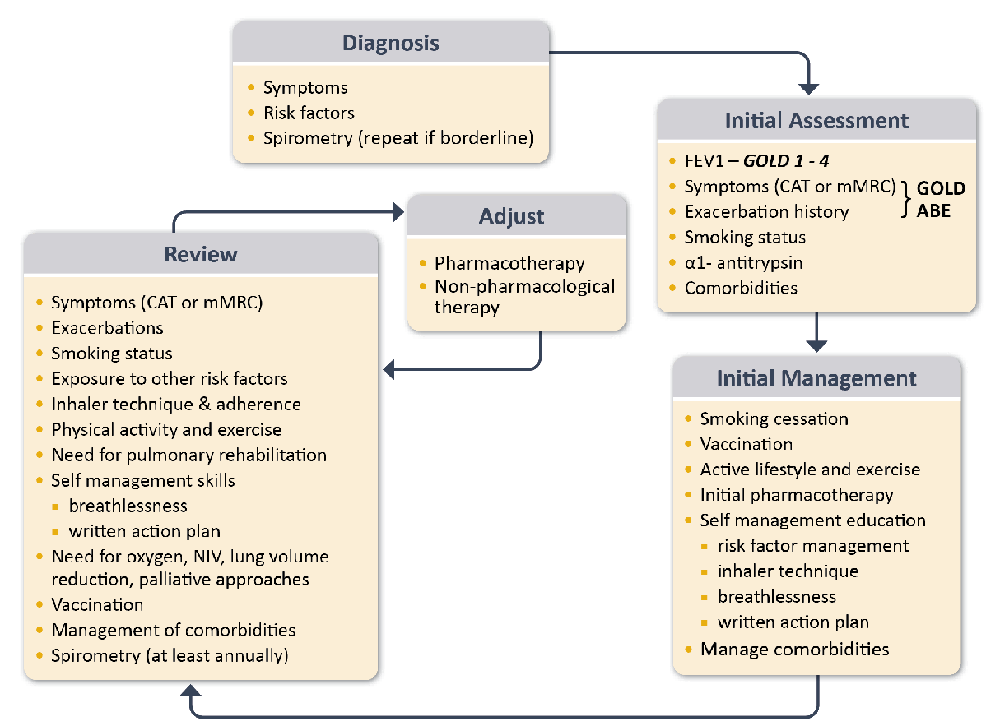 Diagnosis
• Symptoms
• Risk factors
• Spirometry (repeat if borderline)
Initial Assessment
• FEV1 – GOLD 1 - 4
• Symptoms (CAT or mMRC)
• Exacerbation history
} GOLD
ABE
• Smoking status
• α1- antitrypsin
• Comorbidities
Initial Management
• Smoking cessation
• Vaccination
• Active lifestyle and exercise
• Initial pharmacotherapy
• Self management education
▪ risk factor management
▪ inhaler technique
▪ breathlessness
▪ written action plan
• Manage comorbidities
Review
• Symptoms (CAT or mMRC)
• Exacerbations
• Smoking status
• Exposure to other risk factors
• Inhaler technique & adherence
• Physical activity and exercise
• Need for pulmonary rehabilitation
• Self management skills
▪ breathlessness
▪ written action plan
• Need for oxygen, NIV, lung volume
reduction, palliative approaches
• Vaccination
• Management of comorbidities
• Spirometry (at least annually)
Adjust
• Pharmacotherapy
• Non-pharmacological
therapy